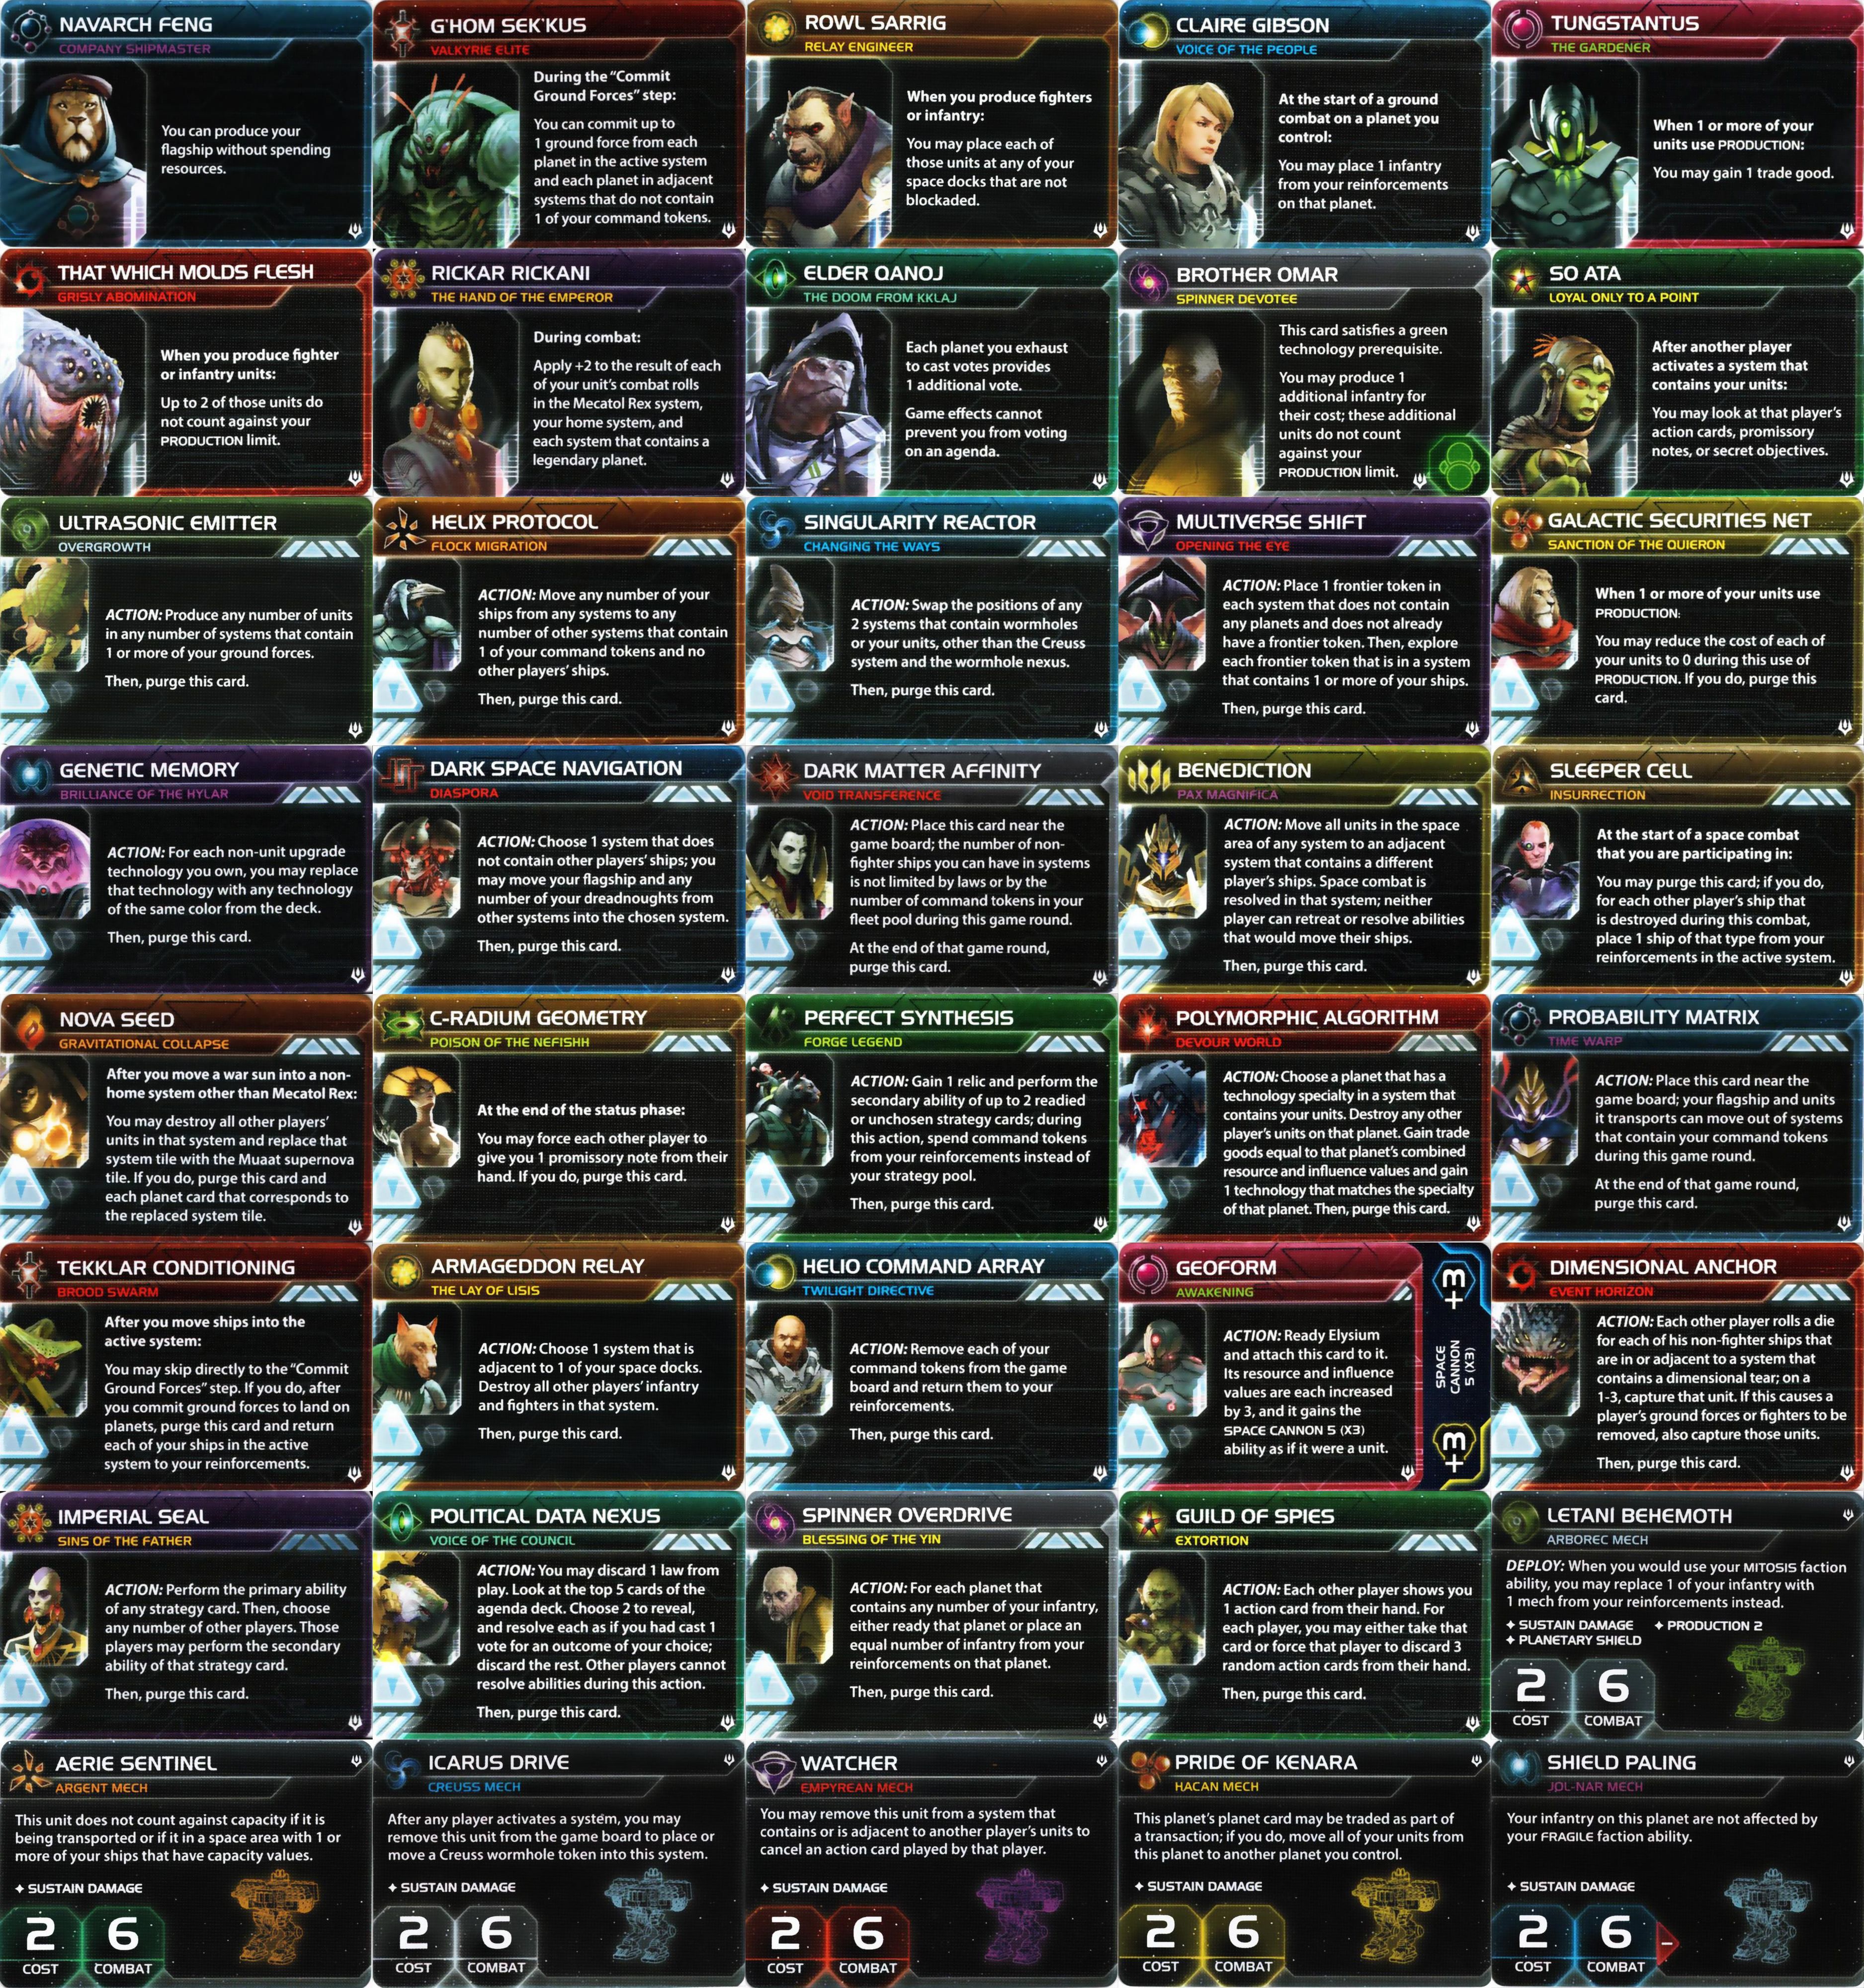 NAVARCH FENG
COMPANY SHIPMASTER
You can produce your
flagship without spending
resources.
G'HOM SEK'KUS
VALKYRIE ELITE
During the "Commit
Ground Forces" step:
You can commit up to
1 ground force from each
planet in the active system
and each planet in adjacent
systems that do not contain
1 of your command tokens.
ROWL SARRIG
RELAY ENGINEER
When you produce fighters
or infantry:
You may place each of
those units at any of your
space docks that are not
blockaded.
CLAIRE GIBSON
VOICE OF THE PEOPLE
At the start of a ground
combat on a planet you
control:
You may place 1 infantry
from your reinforcements
on that planet.
TUNGSTANTUS
THE GARDENER
When 1 or more of your
units use PRODUCTION:
You may gain 1 trade good.
THAT WHICH MOLDS FLESH
GRISLY ABOMINATION
When you produce fighter
or infantry units:
Up to 2 of those units do
not count against your
PRODUCTION limit.
RICKAR RICKANI
THE HAND OF THE EMPEROR
During combat:
Apply +2 to the result of each
of your unit's combat rolls
in the Mecatol Rex system,
your home system, and
each system that contains a
legendary planet.
ELDER QANOJ
THE DOOM FROM KKLAJ
Each planet you exhaust
to cast votes provides
1 additional vote.
Game effects cannot
prevent you from voting
on an agenda.
BROTHER OMAR
SPINNER DEVOTEE
This card satisfies a green
technology prerequisite.
You may produce 1
additional infantry for
their cost; these additional
units do not count
against your
PRODUCTION limit.
SO ATA
LOYAL ONLY TO A POINT
After another player
activates a system that
contains your units:
You may look at that player's
action cards, promissory
notes, or secret objectives.
ULTRASONIC EMITTER
OVERGROWTH
ACTION: Produce any number of units
in any number of systems that contain
1 or more of your ground forces.
Then, purge this card.
HELIX PROTOCOL
FLOCK MIGRATION
ACTION: Move any number of your
ships from any systems to any
number of other systems that contain
1 of your command tokens and no
other players' ships.
Then, purge this card.
SINGULARITY REACTOR
CHANGING THE WAYS
ACTION: Swap the positions of any
2 systems that contain wormholes
or your units, other than the Creuss
system and the wormhole nexus.
Then, purge this card.
MULTIVERSE SHIFT
OPENING THE EYE
ACTION: Place 1 frontier token in
each system that does not contain
any planets and does not already
have a frontier token. Then, explore
each frontier token that is in a system
that contains 1 or more of your ships.
Then, purge this card.
GALACTIC SECURITIES NET
SANCTION OF THE QUIERON
When 1 or more of your units use
PRODUCTION:
You may reduce the cost of each of
your units to 0 during this use of
PRODUCTION. If you do, purge this
card.
GENETIC MEMORY
BRILLIANCE OF THE HYLAR
ACTION: For each non-unit upgrade
technology you own, you may replace
that technology with any technology
of the same color from the deck.
Then, purge this card.
DARK SPACE NAVIGATION
DIASPORA
ACTION: Choose 1 system that does
not contain other players' ships; you
may move your flagship and any
number of your dreadnoughts from
other systems into the chosen system.
Then, purge this card.
DARK MATTER AFFINITY
VOID TRANSFERENCE
ACTION: Place this card near the
game board; the number of non-
fighter ships you can have in systems
is not limited by laws or by the
number of command tokens in your
fleet pool during this game round.
At the end of that game round,
purge this card.
BENEDICTION
PAX MAGNIFICA
ACTION: Move all units in the space
area of any system to an adjacent
system that contains a different
player's ships. Space combat is
resolved in that system; neither
player can retreat or resolve abilities
that would move their ships.
Then, purge this card.
SLEEPER CELL
INSURRECTION
At the start of a space combat
that you are participating in:
You may purge this card; if you do,
for each other player's ship that
is destroyed during this combat,
place 1 ship of that type from your
reinforcements in the active system.
NOVA SEED
GRAVITATIONAL COLLAPSE
After you move a war sun into a non-
home system other than Mecatol Rex:
You may destroy all other players'
units in that system and replace that
system tile with the Muaat supernova
tile. If you do, purge this card and
each planet card that corresponds to
the replaced system tile.
C-RADIUM GEOMETRY
POISON OF THE NEFISHH
At the end of the status phase:
You may force each other player to
give you 1 promissory note from their
hand. If you do, purge this card.
PERFECT SYNTHESIS
FORGE LEGEND
ACTION: Gain 1 relic and perform the
secondary ability of up to 2 readied
or unchosen strategy cards; during
this action, spend command tokens
from your reinforcements instead of
your strategy pool.
Then, purge this card.
POLYMORPHIC ALGORITHM
DEVOUR WORLD
ACTION: Choose a planet that has a
technology specialty in a system that
contains your units. Destroy any other
player's units on that planet. Gain trade
goods equal to that planet's combined
resource and influence values and gain
1 technology that matches the specialty
of that planet. Then, purge this card.
PROBABILITY MATRIX
TIME WARP
ACTION: Place this card near the
game board; your flagship and units
it transports can move out of systems
that contain your command tokens
during this game round.
At the end of that game round,
purge this card.
TEKKLAR CONDITIONING
BROOD SWARM
After you move ships into the
active system:
You may skip directly to the "Commit
Ground Forces" step. If you do, after
you commit ground forces to land on
planets, purge this card and return
each of your ships in the active
system to your reinforcements.
ARMAGEDDON RELAY
THE LAY OF LISIS
ACTION: Choose 1 system that is
adjacent to 1 of your space docks.
Destroy all other players' infantry
and fighters in that system.
Then, purge this card.
HELIO COMMAND ARRAY
TWILIGHT DIRECTIVE
ACTION: Remove each of your
command tokens from the game
board and return them to your
reinforcements.
Then, purge this card.
GEOFORM
AWAKENING
ACTION: Ready Elysium
and attach this card to it.
Its resource and influence
values are each increased
by 3, and it gains the
SPACE CANNON 5 (X3)
ability as if it were a unit.
+3
SPACE
CANNON
5 (X3)
+3
DIMENSIONAL ANCHOR
EVENT HORIZON
ACTION: Each other player rolls a die
for each of his non-fighter ships that
are in or adjacent to a system that
contains a dimensional tear; on a
1-3, capture that unit. If this causes a
player's ground forces or fighters to be
removed, also capture those units.
Then, purge this card.
IMPERIAL SEAL
SINS OF THE FATHER
ACTION: Perform the primary ability
of any strategy card. Then, choose
any number of other players. Those
players may perform the secondary
ability of that strategy card.
Then, purge this card.
POLITICAL DATA NEXUS
VOICE OF THE COUNCIL
ACTION: You may discard 1 law from
play. Look at the top 5 cards of the
agenda deck. Choose 2 to reveal,
and resolve each as if you had cast 1
vote for an outcome of your choice;
discard the rest. Other players cannot
resolve abilities during this action.
Then, purge this card.
SPINNER OVERDRIVE
BLESSING OF THE YIN
ACTION: For each planet that
contains any number of your infantry,
either ready that planet or place an
equal number of infantry from your
reinforcements on that planet.
Then, purge this card.
GUILD OF SPIES
EXTORTION
ACTION: Each other player shows you
1 action card from their hand. For
each player, you may either take that
card or force that player to discard 3
random action cards from their hand.
Then, purge this card.
LETANI BEHEMOTH
ARBOREC MECH
DEPLOY: When you would use your MITOSIS faction
ability, you may replace 1 of your infantry with
1 mech from your reinforcements instead.
SUSTAIN DAMAGE PRODUCTION 2
PLANETARY SHIELD
2 6
COST COMBAT
AERIE SENTINEL
ARGENT MECH
This unit does not count against capacity if it is
being transported or if it in a space area with 1 or
more of your ships that have capacity values.
SUSTAIN DAMAGE
2 6
COST COMBAT
ICARUS DRIVE
CREUSS MECH
After any player activates a system, you may
remove this unit from the game board to place or
move a Creuss wormhole token into this system.
SUSTAIN DAMAGE
2 6
COST COMBAT
WATCHER
EMPYREAN MECH
You may remove this unit from a system that
contains or is adjacent to another player's units to
cancel an action card played by that player.
SUSTAIN DAMAGE
2 6
COST COMBAT
PRIDE OF KENARA
HACAN MECH
This planet's planet card may be traded as part of
a transaction; if you do, move all of your units from
this planet to another planet you control.
SUSTAIN DAMAGE
2 6
COST COMBAT
SHIELD PALING
JOL-NAR MECH
Your infantry on this planet are not affected by
your FRAGILE faction ability.
SUSTAIN DAMAGE
2 6 -
COST COMBAT